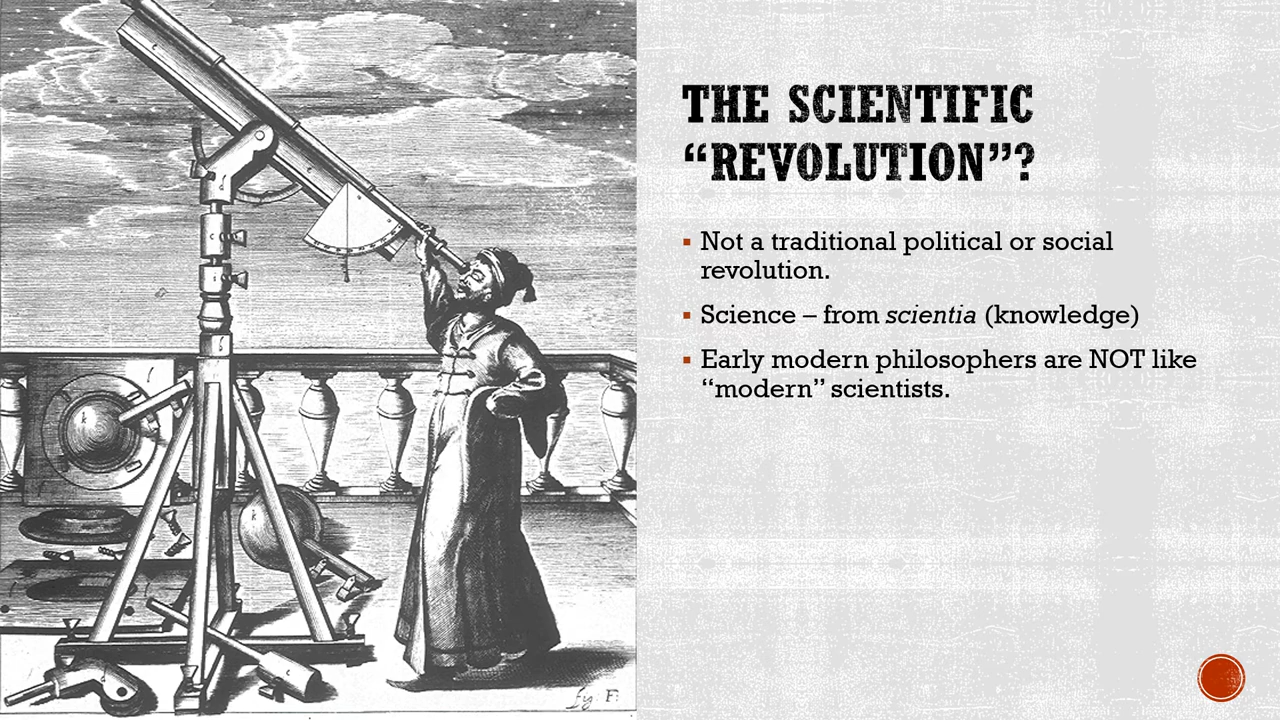 THE SCIENTIFIC
“REVOLUTION”?
▪ Not a traditional political or social
revolution.
▪ Science – from scientia (knowledge)
▪ Early modern philosophers are NOT like
“modern” scientists.
fig F.